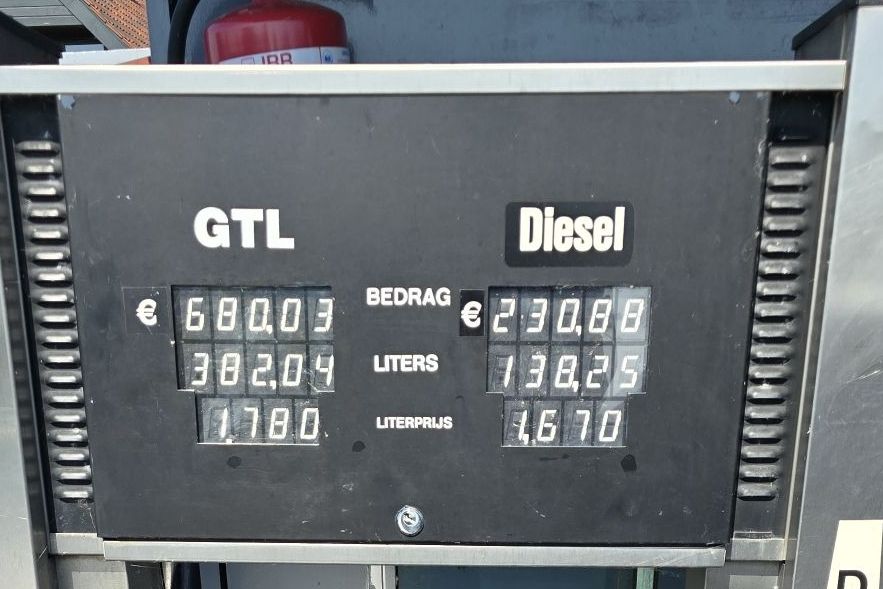 GTL
Diesel
€ 680,03 BEDRAG € 230,88
382,04 LITERS 138,25
1,780 LITERPRIJS 1,670